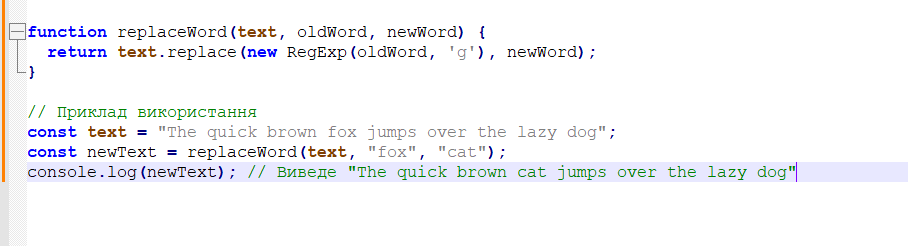 function replaceWord(text, oldWord, newWord) {
  return text.replace(new RegExp(oldWord, 'g'), newWord);
}
// Приклад використання
const text = "The quick brown fox jumps over the lazy dog";
const newText = replaceWord(text, "fox", "cat");
console.log(newText); // Виведе "The quick brown cat jumps over the lazy dog"